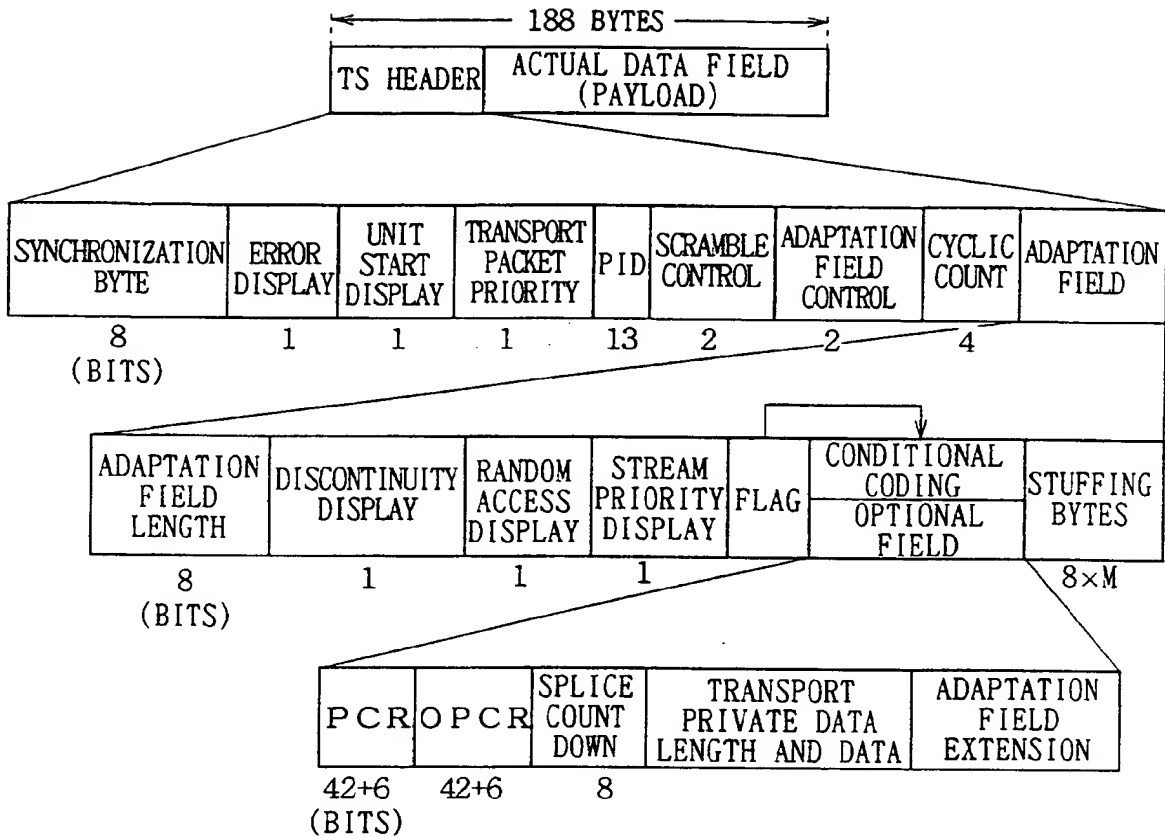 188 BYTES
TS HEADER
ACTUAL DATA FIELD
(PAYLOAD)
SYNCHRONIZATION
BYTE
ERROR
DISPLAY
UNIT
START
DISPLAY
TRANSPORT
PACKET
PRIORITY
PID
SCRAMBLE
CONTROL
ADAPTATION
FIELD
CONTROL
CYCLIC
COUNT
ADAPTATION
FIELD
8
(BITS)
1
1
1
13
2
2
4
ADAPTATION
FIELD
LENGTH
DISCONTINUITY
DISPLAY
RANDOM
ACCESS
DISPLAY
STREAM
PRIORITY
DISPLAY
FLAG
CONDITIONAL
CODING
OPTIONAL
FIELD
STUFFING
BYTES
8
(BITS)
1
1
1
8×M
PCR
OPCR
SPLICE
COUNT
DOWN
TRANSPORT
PRIVATE DATA
LENGTH AND DATA
ADAPTATION
FIELD
EXTENSION
42+6
(BITS)
42+6
8